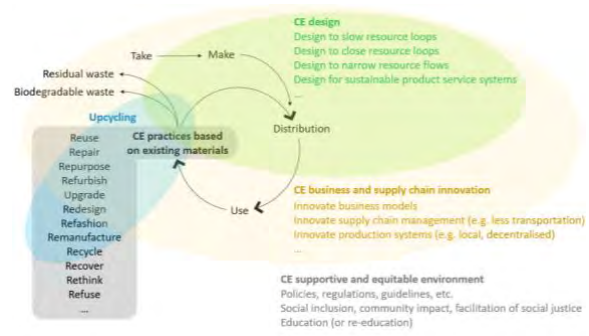 CE design
Design to slow resource loops
Design to close resource loops
Design to narrow resource flows
Design for sustainable product service systems
...
Take
Make
Residual waste
Biodegradable waste
Upcycling
Distribution
CE practices based
on existing materials
Reuse
Repair
Repurpose
Refurbish
Upgrade
Redesign
Refashion
Remanufacture
Recycle
Recover
Rethink
Refuse
...
Use
CE business and supply chain innovation
Innovate business models
Innovate supply chain management (e.g. less transportation)
Innovate production systems (e.g. local, decentralised)
...
CE supportive and equitable environment
Policies, regulations, guidelines, etc.
Social inclusion, community impact, facilitation of social justice
Education (or re-education)